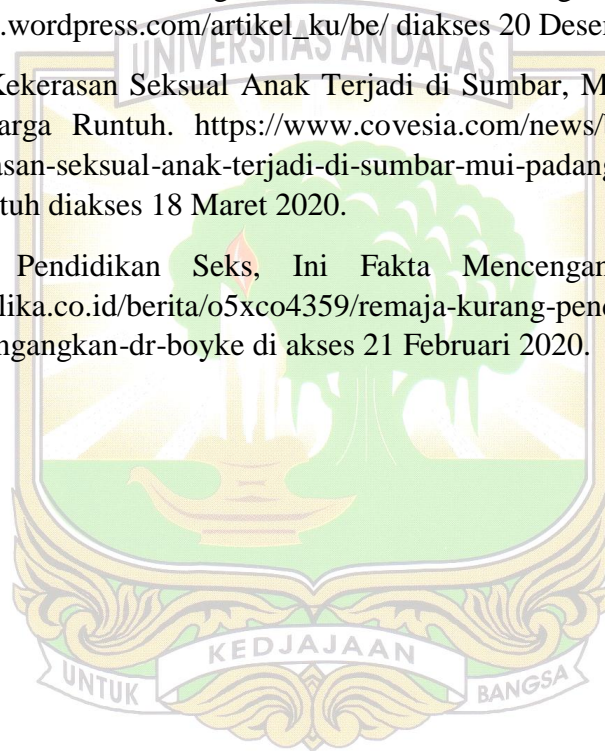 .wordpress.com/artikel_ku/be/ diakses 20 Deser
UNIVERSITAS ANDALAS
Kekerasan Seksual Anak Terjadi di Sumbar, M
arga Runtuh. https://www.covesia.com/news/
asan-seksual-anak-terjadi-di-sumbar-mui-padang
tuh diakses 18 Maret 2020.
Pendidikan Seks, Ini Fakta Mencengan
lika.co.id/berita/o5xco4359/remaja-kurang-pend
ngangkan-dr-boyke di akses 21 Februari 2020.
KEDJAJAAN
UNTUK BANGSA